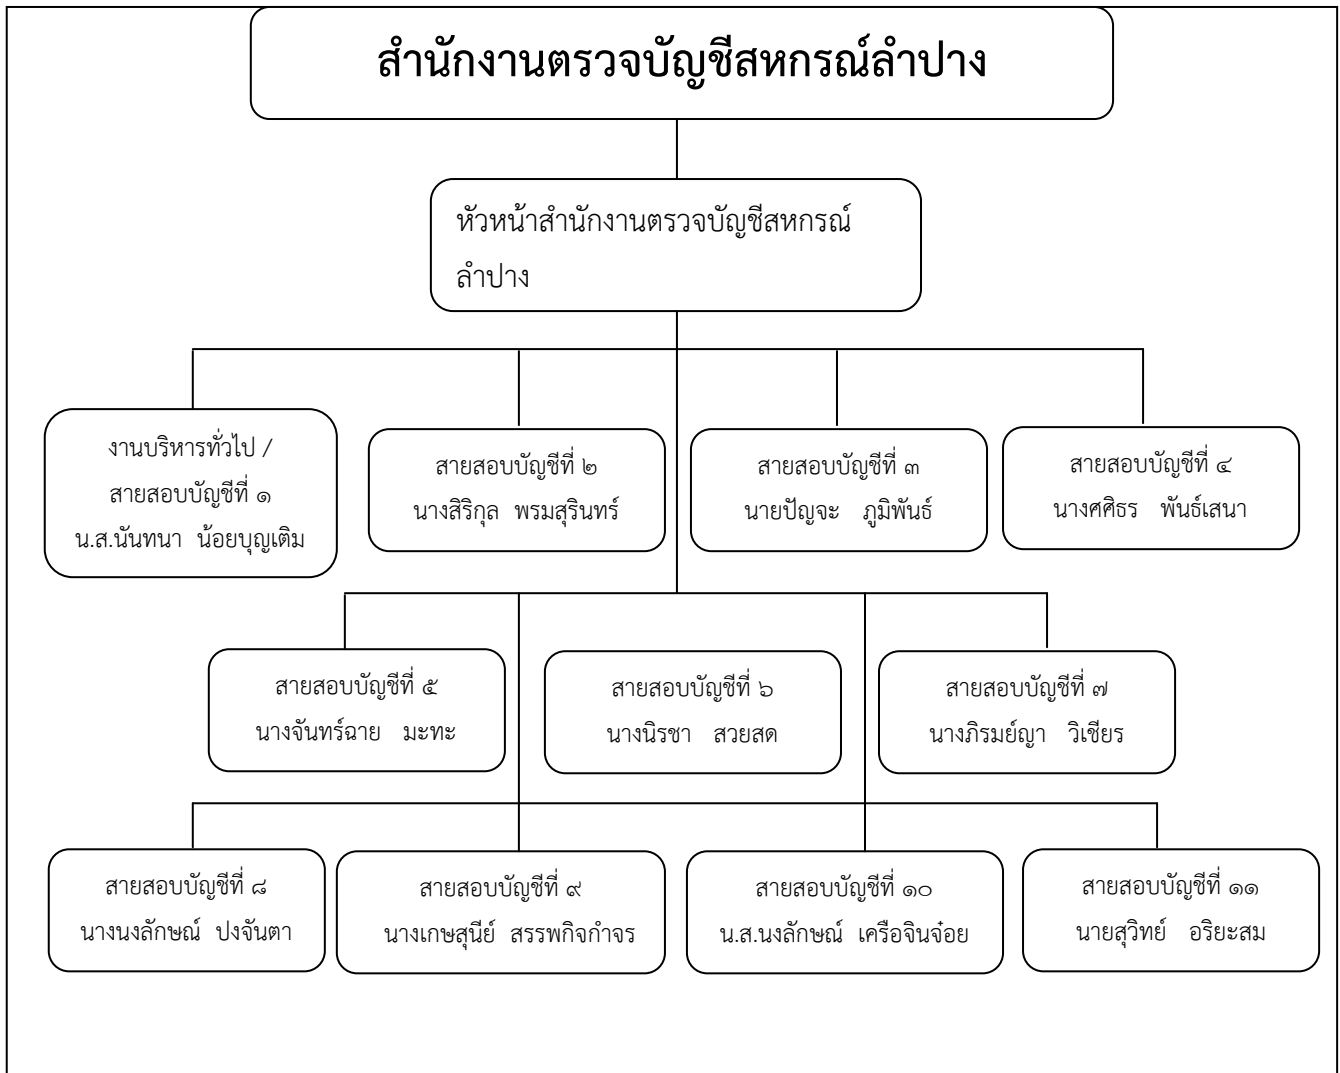 สำนักงานตรวจบัญชีสหกรณ์ลำปาง
หัวหน้าสำนักงานตรวจบัญชีสหกรณ์
ลำปาง
งานบริหารทั่วไป /
สายสอบบัญชีที่ ๑
น.ส.นันทนา น้อยบุญเติม
สายสอบบัญชีที่ ๒
นางสิริกุล พรมสุรินทร์
สายสอบบัญชีที่ ๓
นายปัญจะ ภูมิพันธ์
สายสอบบัญชีที่ ๔
นางศศิธร พันธ์เสนา
สายสอบบัญชีที่ ๕
นางจันทร์ฉาย มะทะ
สายสอบบัญชีที่ ๖
นางนิรชา สวยสด
สายสอบบัญชีที่ ๗
นางภิรมย์ญา วิเชียร
สายสอบบัญชีที่ ๘
นางนงลักษณ์ ปงจันตา
สายสอบบัญชีที่ ๙
นางเกษสุนีย์ สรรพกิจกำจร
สายสอบบัญชีที่ ๑๐
น.ส.นงลักษณ์ เครือจินจ๋อย
สายสอบบัญชีที่ ๑๑
นายสุวิทย์ อริยะสม